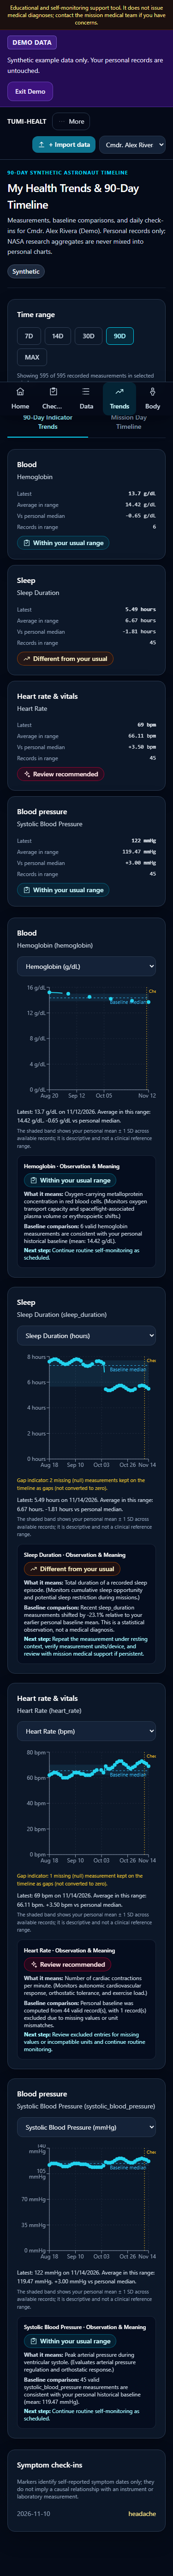 Educational and self-monitoring support tool. It does not issue
medical diagnoses; contact the mission medical team if you have
concerns.
DEMO DATA
Synthetic example data only. Your personal records are
untouched.
Exit Demo
TUMI-HEALT
More
+ Import data
Cmdr. Alex River
90-DAY SYNTHETIC ASTRONAUT TIMELINE
My Health Trends & 90-Day
Timeline
Measurements, baseline comparisons, and daily check-
ins for Cmdr. Alex Rivera (Demo). Personal records only:
NASA research aggregates are never mixed into
personal charts.
Synthetic
Time range
7D
14D
30D
90D
MAX
Showing 595 of 595 recorded measurements in selected
Home
Chec...
Data
Trends
Body
90-Day Indicator
Trends
Mission Day
Timeline
Blood
Hemoglobin
Latest
13.7 g/dL
Average in range
14.42 g/dL
Vs personal median
-0.65 g/dL
Records in range
6
Within your usual range
Sleep
Sleep Duration
Latest
5.49 hours
Average in range
6.67 hours
Vs personal median
-1.81 hours
Records in range
45
Different from your usual
Heart rate & vitals
Heart Rate
Latest
69 bpm
Average in range
66.11 bpm
Vs personal median
+3.50 bpm
Records in range
45
Review recommended
Blood pressure
Systolic Blood Pressure
Latest
122 mmHg
Average in range
119.47 mmHg
Vs personal median
+3.00 mmHg
Records in range
45
Within your usual range
Blood
Hemoglobin (hemoglobin)
Hemoglobin (g/dL)
16 g/dL
12 g/dL
8 g/dL
4 g/dL
0 g/dL
Baseline median
Aug 20
Sep 12
Oct 05
Nov 12
Latest: 13.7 g/dL on 11/12/2026. Average in this range:
14.42 g/dL, -0.65 g/dL vs personal median.
The shaded band shows your personal mean ± 1 SD across
available records; it is descriptive and not a clinical reference
range.
Hemoglobin · Observation & Meaning
Within your usual range
What it means: Oxygen-carrying metalloprotein
concentration in red blood cells. (Monitors oxygen
transport capacity and spaceflight-associated
plasma volume or erythropoietic shifts.)
Baseline comparison: 6 valid hemoglobin
measurements are consistent with your personal
historical baseline (mean: 14.42 g/dL).
Next step: Continue routine self-monitoring as
scheduled.
Sleep
Sleep Duration (sleep_duration)
Sleep Duration (hours)
8 hours
6 hours
4 hours
2 hours
0 hours
Baseline median
Aug 18
Sep 10
Oct 03
Oct 26
Nov 14
Gap indicator: 2 missing (null) measurements kept on the
timeline as gaps (not converted to zero).
Latest: 5.49 hours on 11/14/2026. Average in this range:
6.67 hours, -1.81 hours vs personal median.
The shaded band shows your personal mean ± 1 SD across
available records; it is descriptive and not a clinical reference
range.
Sleep Duration · Observation & Meaning
Different from your usual
What it means: Total duration of a recorded sleep
episode. (Monitors cumulative sleep opportunity
and potential sleep restriction during missions.)
Baseline comparison: Recent sleep_duration
measurements shifted by -23.1% relative to your
earlier personal baseline mean. This is a statistical
observation, not a medical diagnosis.
Next step: Repeat the measurement under resting
context, verify measurement units/device, and
review with mission medical support if persistent.
Heart rate & vitals
Heart Rate (heart_rate)
Heart Rate (bpm)
80 bpm
60 bpm
40 bpm
20 bpm
0 bpm
Baseline median
Aug 18
Sep 10
Oct 03
Oct 26
Nov 14
Gap indicator: 1 missing (null) measurement kept on the
timeline as gaps (not converted to zero).
Latest: 69 bpm on 11/14/2026. Average in this range:
66.11 bpm, +3.50 bpm vs personal median.
The shaded band shows your personal mean ± 1 SD across
available records; it is descriptive and not a clinical reference
range.
Heart Rate · Observation & Meaning
Review recommended
What it means: Number of cardiac contractions
per minute. (Monitors autonomic cardiovascular
response, orthostatic tolerance, and exercise load.)
Baseline comparison: Personal baseline was
computed from 44 valid record(s), with 1 record(s)
excluded due to missing values or unit
mismatches.
Next step: Review excluded entries for missing
values or incompatible units and continue routine
monitoring.
Blood pressure
Systolic Blood Pressure (systolic_blood_pressure)
Systolic Blood Pressure (mmHg)
140
mmHg
105
mmHg
70 mmHg
35 mmHg
0 mmHg
Baseline median
Aug 18
Sep 10
Oct 03
Oct 26
Nov 14
Latest: 122 mmHg on 11/14/2026. Average in this range:
119.47 mmHg, +3.00 mmHg vs personal median.
The shaded band shows your personal mean ± 1 SD across
available records; it is descriptive and not a clinical reference
range.
Systolic Blood Pressure · Observation & Meaning
Within your usual range
What it means: Peak arterial pressure during
ventricular systole. (Evaluates arterial pressure
regulation and orthostatic response.)
Baseline comparison: 45 valid
systolic_blood_pressure measurements are
consistent with your personal historical baseline
(mean: 119.47 mmHg).
Next step: Continue routine self-monitoring as
scheduled.
Symptom check-ins
Markers identify self-reported symptom dates only; they do
not imply a causal relationship with an instrument or
laboratory measurement.
2026-11-10
headache